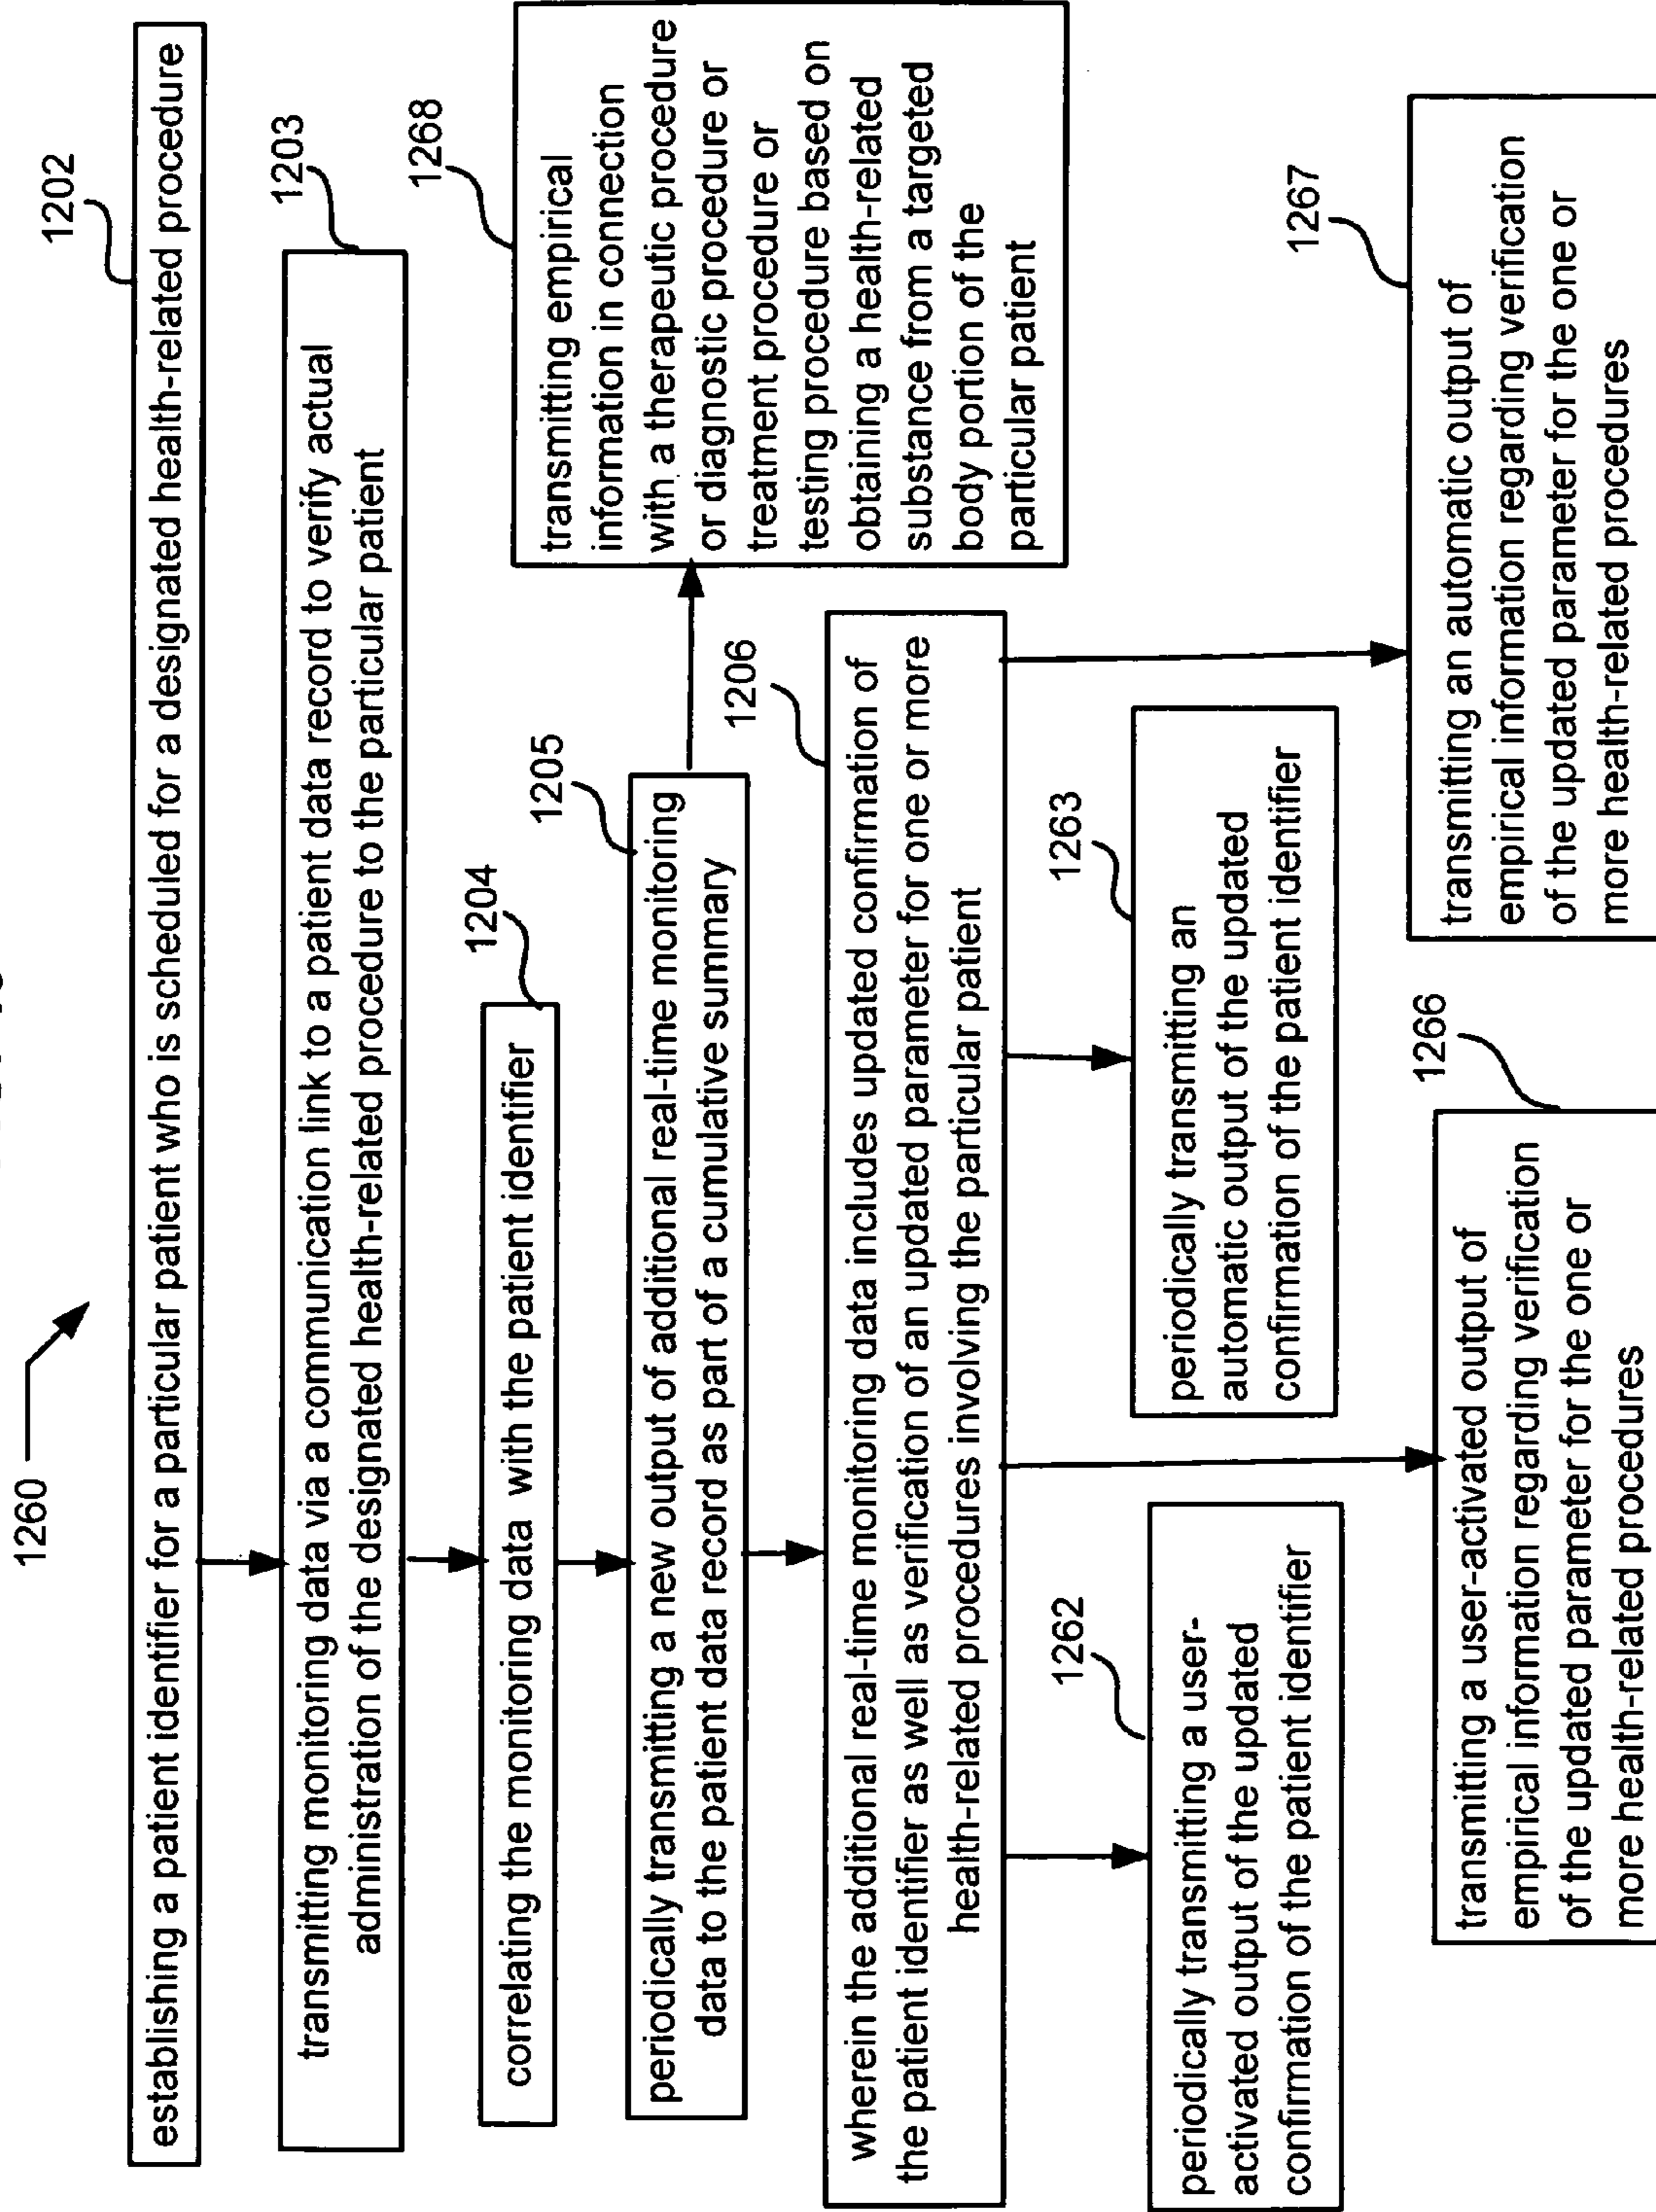 1260
1202
establishing a patient identifier for a particular patient who is scheduled for a designated health-related procedure
1203
transmitting monitoring data via a communication link to a patient data record to verify actual
administration of the designated health-related procedure to the particular patient
1204
correlating the monitoring data with the patient identifier
1205
periodically transmitting a new output of additional real-time monitoring
data to the patient data record as part of a cumulative summary
1268
transmitting empirical
information in connection
with a therapeutic procedure
or diagnostic procedure or
treatment procedure or
testing procedure based on
obtaining a health-related
substance from a targeted
body portion of the
particular patient
1206
wherein the additional real-time monitoring data includes updated confirmation of
the patient identifier as well as verification of an updated parameter for one or more
health-related procedures involving the particular patient
1262
periodically transmitting a user-
activated output of the updated
confirmation of the patient identifier
1263
periodically transmitting an
automatic output of the updated
confirmation of the patient identifier
1266
transmitting a user-activated output of
empirical information regarding verification
of the updated parameter for the one or
more health-related procedures
1267
transmitting an automatic output of
empirical information regarding verification
of the updated parameter for the one or
more health-related procedures